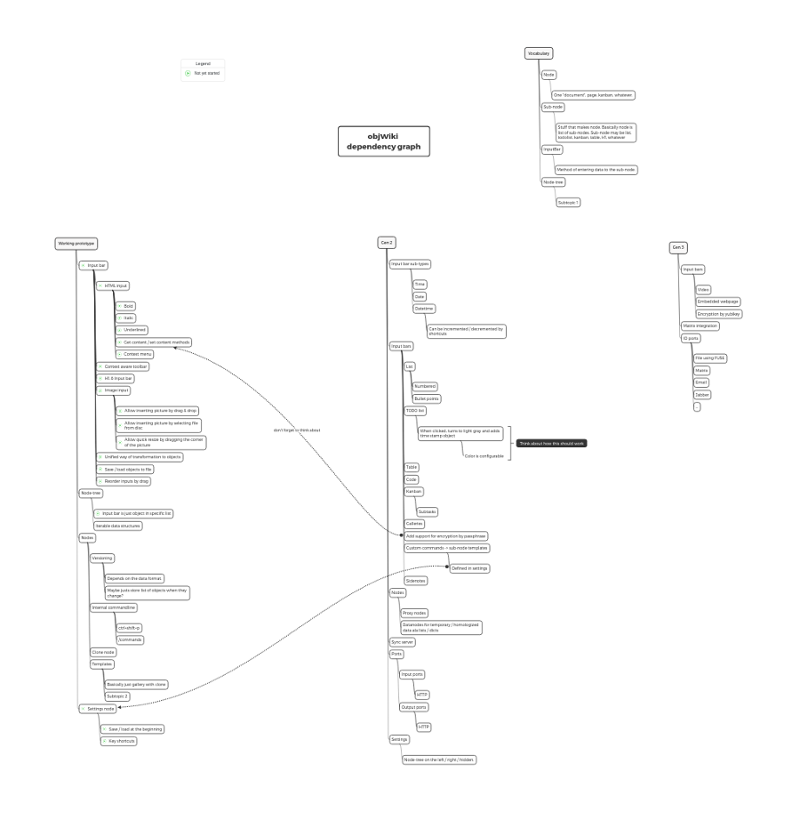 Legend
Not yet started
objWiki
dependency graph
Vocabulary
Node
One "document", page, kanban, whatever.
Sub node
Stuff that makes node. Basically node is
list of sub nodes. Sub node may be list,
todolist, kanban, table, H1, whatever
Inputbar
Method of entering data to the sub node.
Node tree
Subtopic 1
Working prototype
Input bar
HTML input
Bold
Italic
Underlined
Get content / set content methods
Context menu
Context aware toolbar
H1-6 input bar
Image input
Allow inserting picture by drag & drop
Allow inserting picture by selecting file
from disc
Allow quick resize by dragging the corner
of the picture
Unified way of transformation to objects
Save / load objects to file
Reorder inputs by drag
Node tree
Input bar is just object in specific list
Iterable data structures
Nodes
Versioning
Depends on the data format.
Maybe just store list of objects when they
change?
Internal commandline
ctrl+shift+p
/commands
Clone node
Templates
Basically just gallery with clone
Subtopic 2
Settings node
Save / load at the beginning
Key shortcuts
don't forget to think about
Gen 2
Input bar sub types
Time
Date
Datetime
Can be incremented / decremented by
shortcuts
Input bars
List
Numbered
Bullet points
TODO list
When clicked, turns to light gray and adds
time stamp object
Color is configurable
Think about how this should work
Table
Code
Kanban
Subtasks
Collapse
Add support for encryption by passphrase
Custom commands -> sub-node templates
Defined in settings
Sidenotes
Nodes
Proxy nodes
Datanodes for temporary / homologized
Sync server
Ports
Input ports
HTTP
Output ports
HTTP
Settings
Node tree on the left / right / hidden
Gen 3
Input bars
Video
Embedded webpage
Encryption by yubikey
Matrix integration
IO ports
File using FUSE
Matrix
Email
Jabber